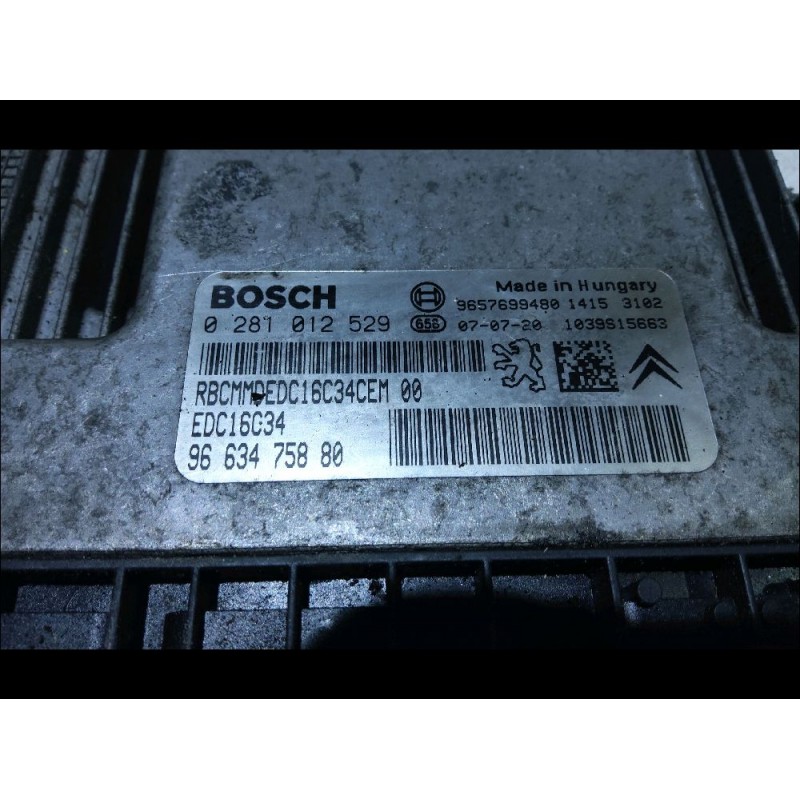 BOSCH
Made in Hungary
9657699480 1415 3102
0 281 012 529 656 07-07-20 1039S15663
RBCMMDEDC16C34CEM 00
EDC16C34
96 634 758 80